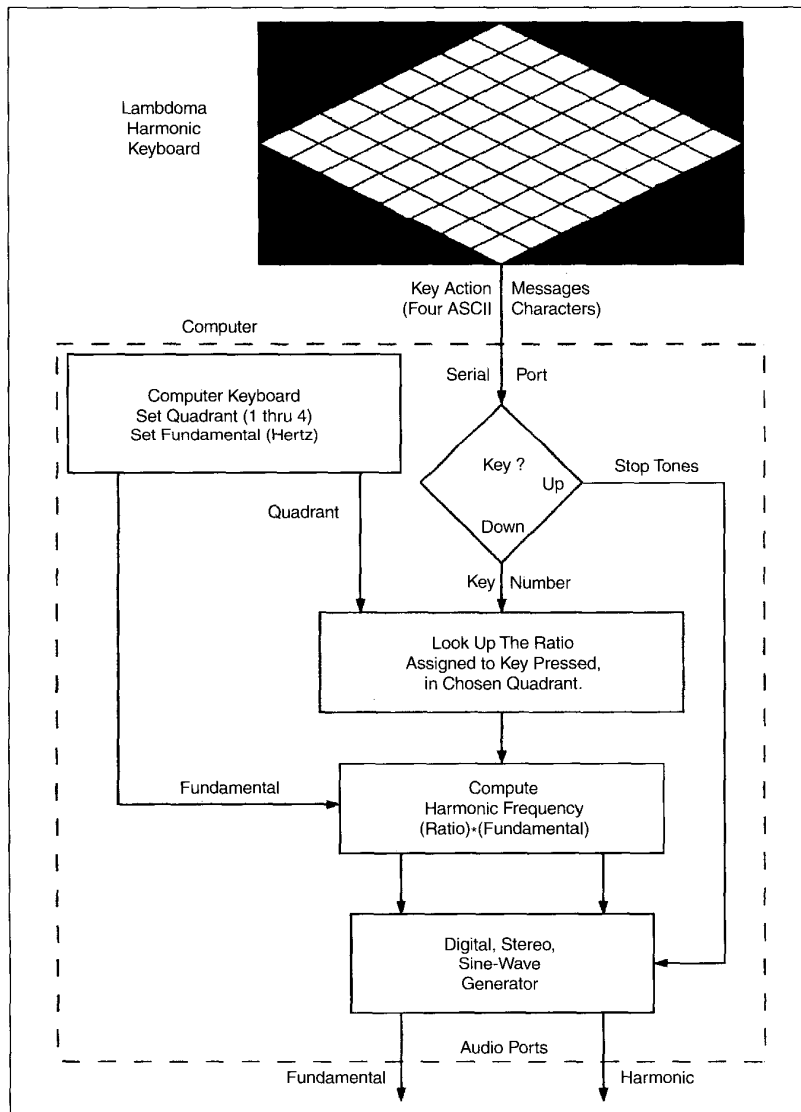 Lambdoma
Harmonic
Keyboard
Key Action Messages
(Four ASCII Characters)
Computer
Serial Port
Computer Keyboard
Set Quadrant (1 thru 4)
Set Fundamental (Hertz)
Key ?
Up
Stop Tones
Down
Quadrant
Key Number
Look Up The Ratio
Assigned to Key Pressed,
in Chosen Quadrant.
Fundamental
Compute
Harmonic Frequency
(Ratio)*(Fundamental)
Digital, Stereo,
Sine-Wave
Generator
Audio Ports
Fundamental
Harmonic